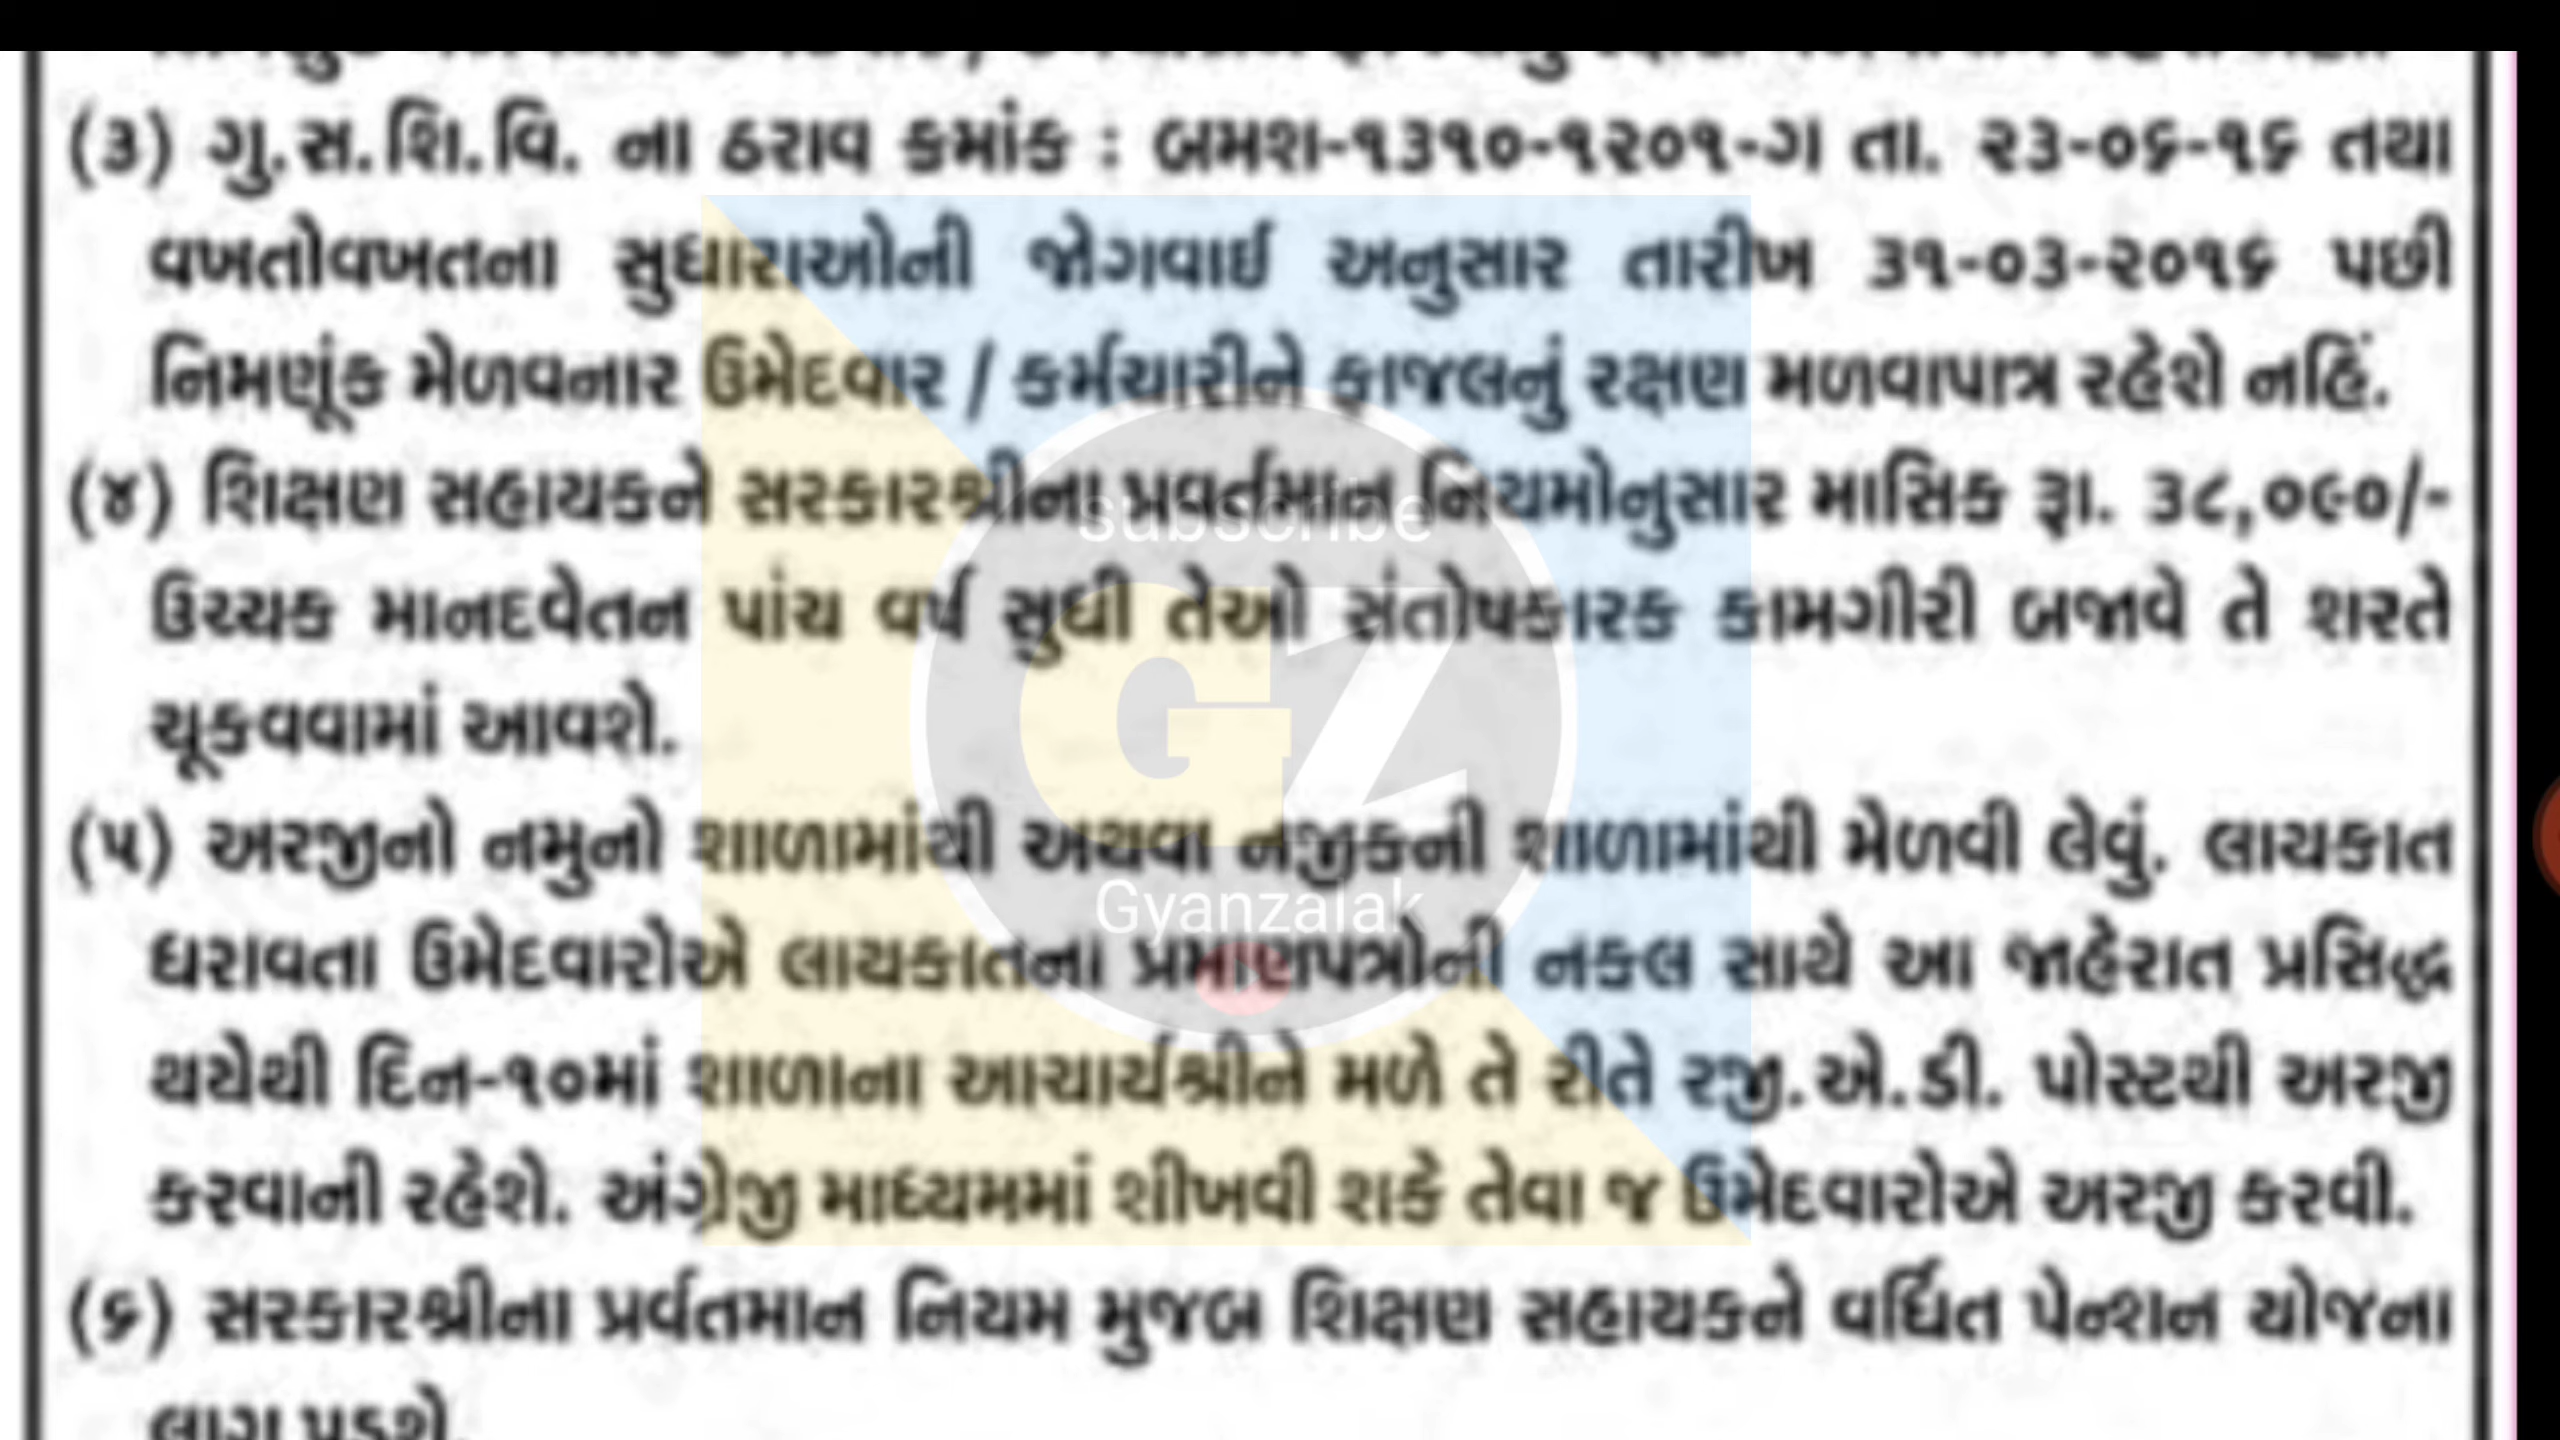 (૩) ગુ.સ.શિ.વિ. ના ઠરાવ ક્રમાંક : બમશ-૧૩૧૦-૧૨૦૧-ગ તા. ૨૩-૦૬-૧૬ તથા
વખતોવખતના સુધારાઓની જોગવાઈ અનુસાર તારીખ ૩૧-૦૩-૨૦૧૬ પછી
નિમણૂંક મેળવનાર ઉમેદવાર / કર્મચારીને ફાજલનું રક્ષણ મળવાપાત્ર રહેશે નહિં.
(૪) શિક્ષણ સહાયકને સરકારશ્રીના પ્રવર્તમાન નિયમોનુસાર માસિક રૂા. ૩૮,૦૯૦/-
subscribe
ઉચ્ચક માનદવેતન પાંચ વર્ષ સુધી તેઓ સંતોષકારક કામગીરી બજાવે તે શરતે
GZ
ચૂકવવામાં આવશે.
(૫) અરજીનો નમુનો શાળામાંથી અથવા નજીકની શાળામાંથી મેળવી લેવું. લાયકાત
Gyanzalak
ધરાવતા ઉમેદવારોએ લાયકાતના પ્રમાણપત્રોની નકલ સાથે આ જાહેરાત પ્રસિદ્ધ
થયેથી દિન-૧૦માં શાળાના આચાર્યશ્રીને મળે તે રીતે રજી.એ.ડી. પોસ્ટથી અરજી
કરવાની રહેશે. અંગ્રેજી માધ્યમમાં શીખવી શકે તેવા જ ઉમેદવારોએ અરજી કરવી.
(૬) સરકારશ્રીના પ્રર્વતમાન નિયમ મુજબ શિક્ષણ સહાયકને વર્ધિત પેન્શન યોજના
લાગુ પડશે.